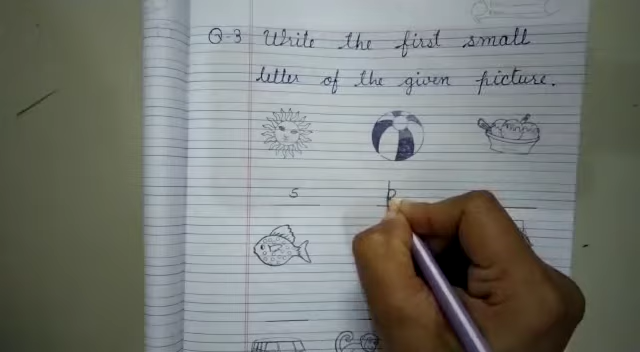 Q-3 Write the first small
letter of the given picture.
s b